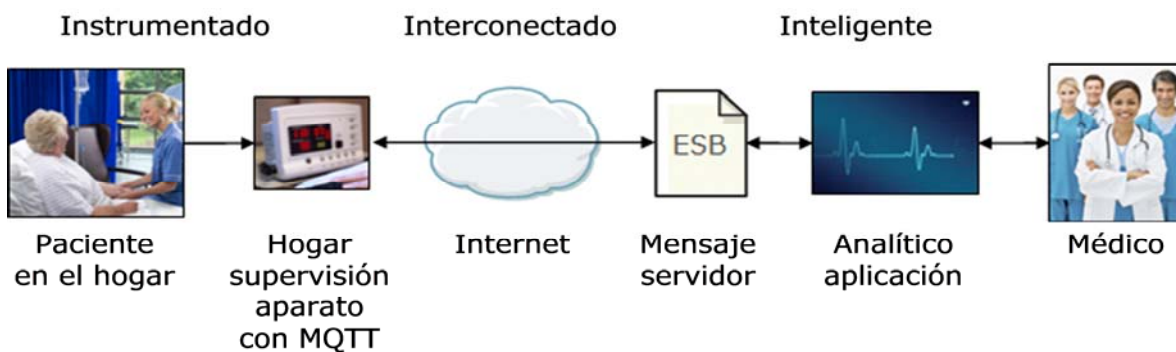 Instrumentado
Interconectado
Inteligente
ESB
Paciente
en el hogar
Hogar
supervisión
aparato
con MQTT
Internet
Mensaje
servidor
Analítico
aplicación
Médico